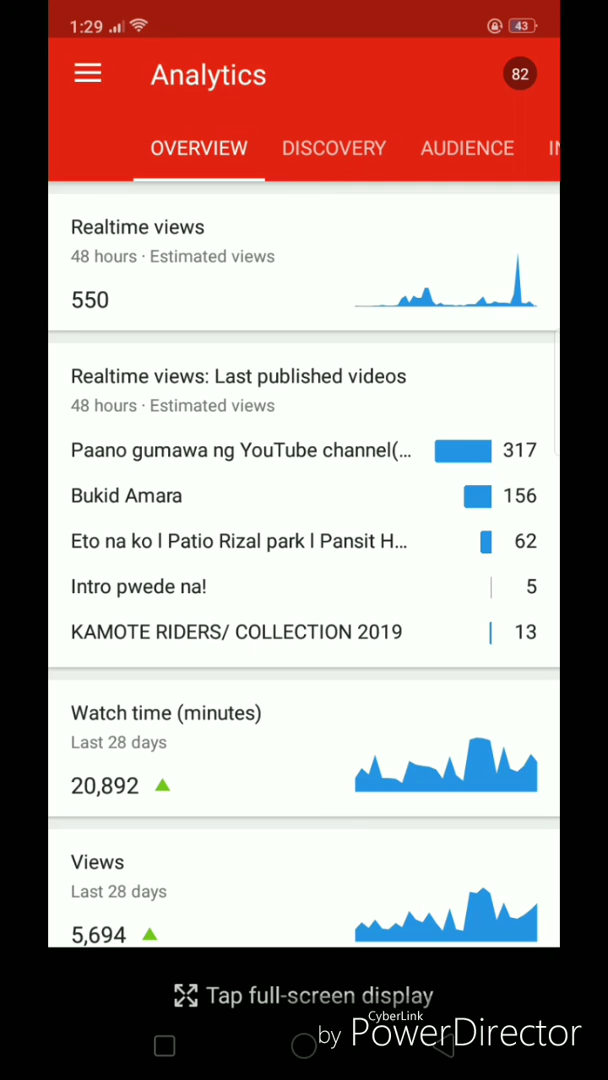 1:29 43
Analytics 82
OVERVIEW DISCOVERY AUDIENCE
Realtime views
48 hours · Estimated views
550
Realtime views: Last published videos
48 hours · Estimated views
Paano gumawa ng YouTube channel(... 317
Bukid Amara 156
Eto na ko l Patio Rizal park l Pansit H... 62
Intro pwede na! 5
KAMOTE RIDERS/ COLLECTION 2019 13
Watch time (minutes)
Last 28 days
20,892
Views
Last 28 days
5,694
Tap full-screen display
CyberLink
by PowerDirector